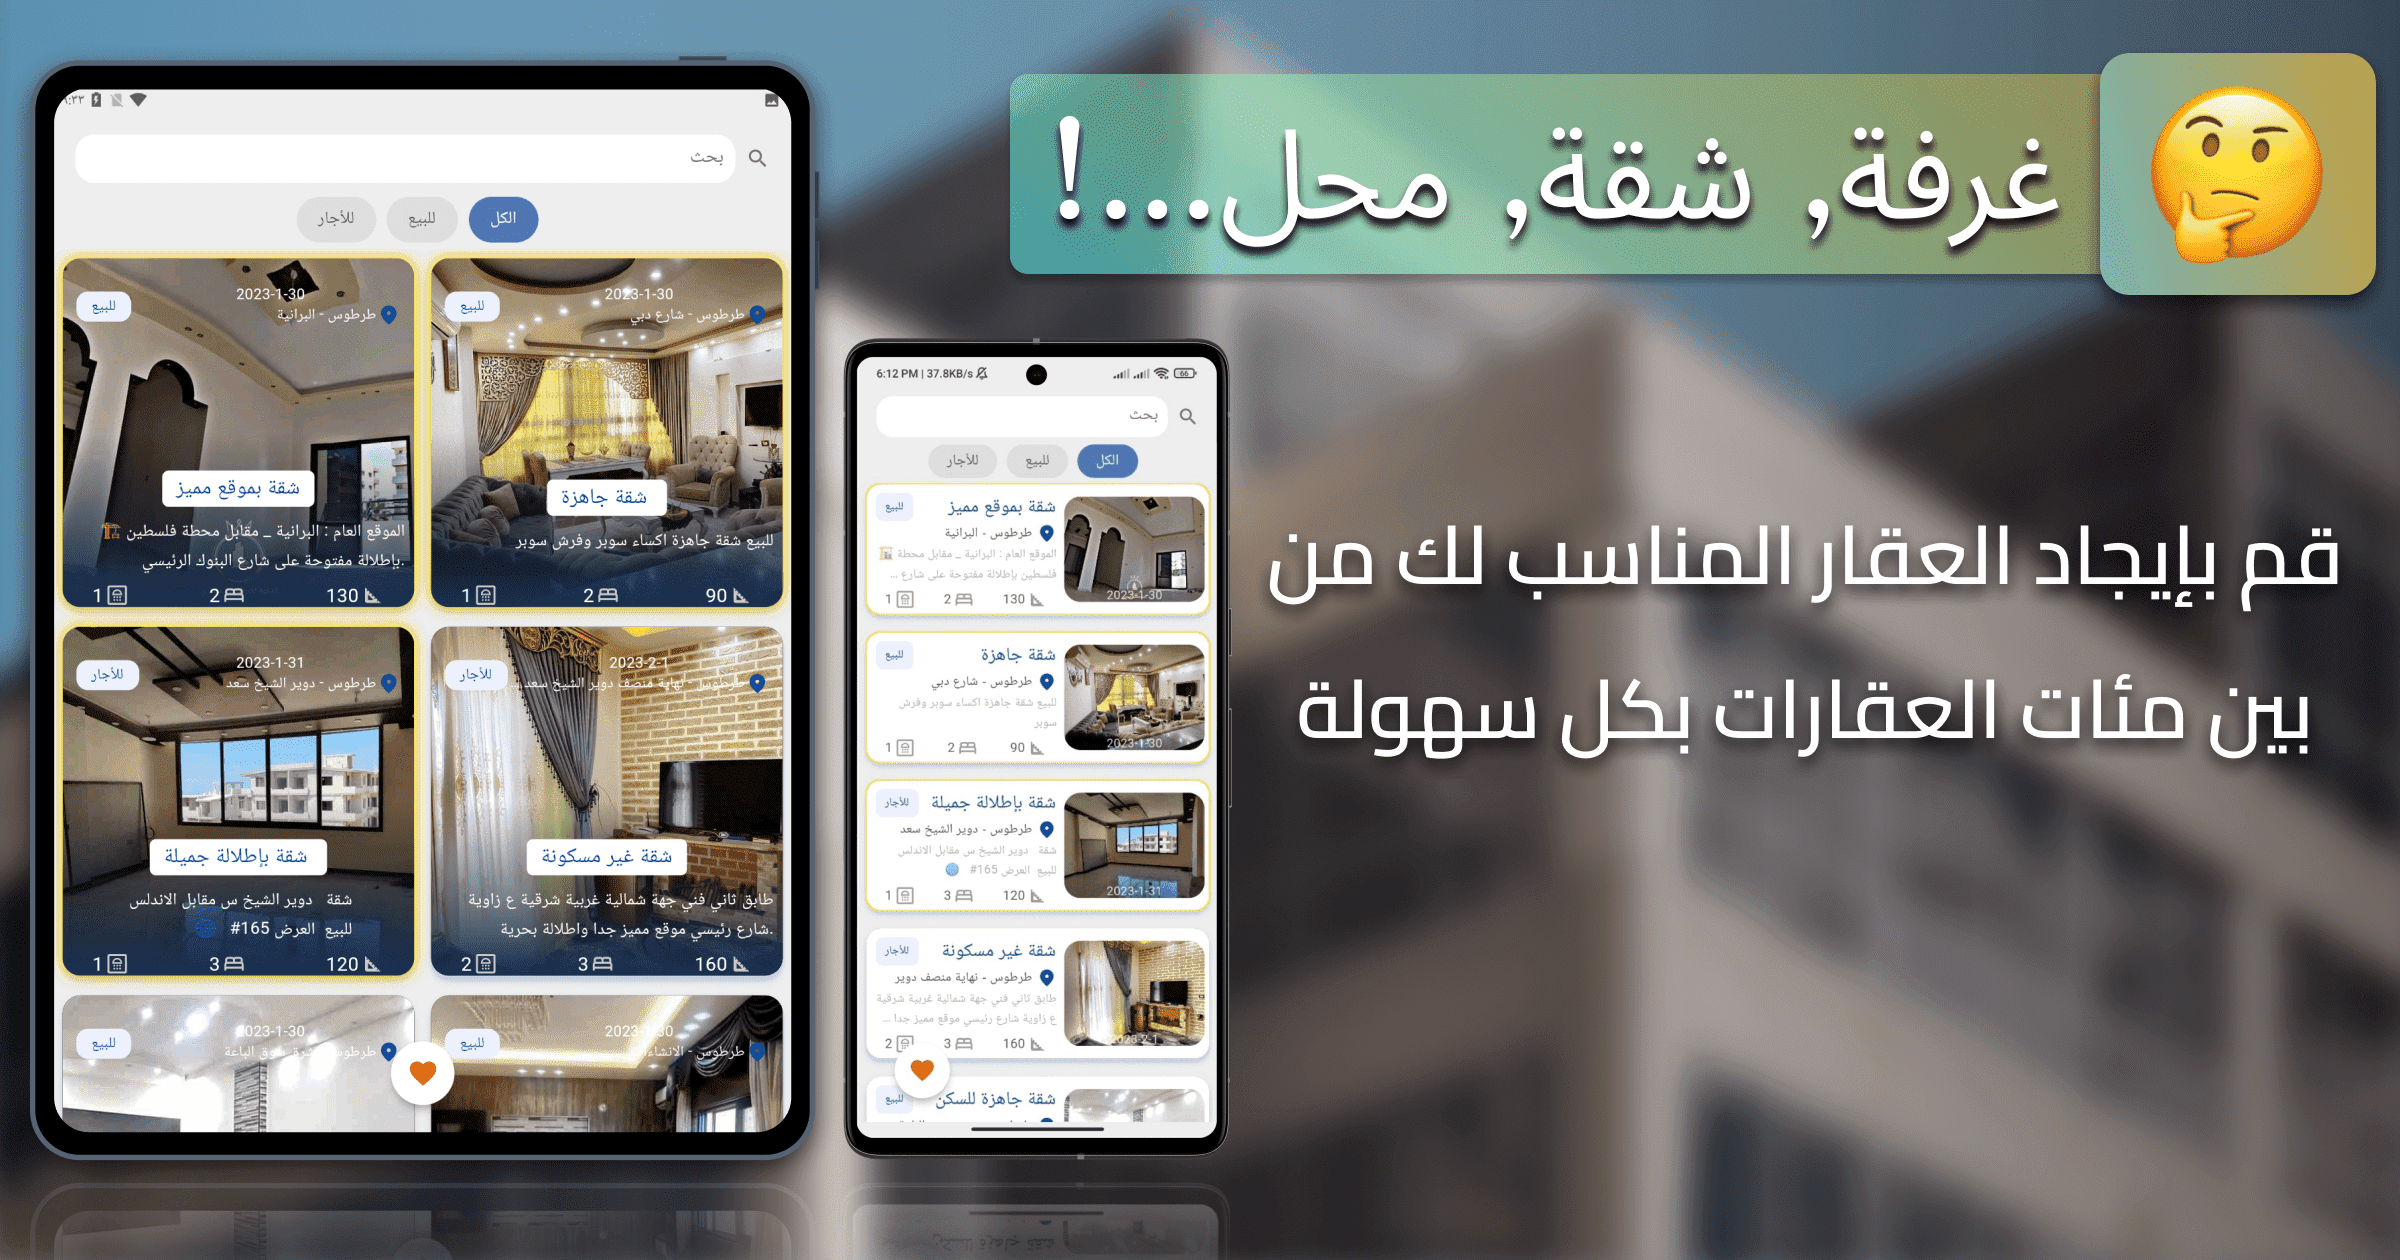 غرفة, شقة, محل...!
قم بإيجاد العقار المناسب لك من
بين مئات العقارات بكل سهولة
بحث
الكل
للبيع
للأجار
2023-1-30
طرطوس - شارع دبي
للبيع
شقة جاهزة
للبيع شقة جاهزة اكساء سوبر وفرش سوبر
90
2
1
2023-1-30
طرطوس - البرانية
للبيع
شقة بموقع مميز
الموقع العام : البرانية _ مقابل محطة فلسطين
بإطلالة مفتوحة على شارع البنوك الرئيسي.
130
2
1
2023-2-1
طرطوس - نهاية منصف دوير الشيخ سعد ...
للأجار
شقة غير مسكونة
طابق ثاني فني جهة شمالية غربية شرقية ع زاوية
شارع رئيسي موقع مميز جدا واطلالة بحرية.
160
3
2
2023-1-31
طرطوس - دوير الشيخ سعد
للأجار
شقة بإطلالة جميلة
شقة دوير الشيخ س مقابل الاندلس
للبيع العرض 165#
120
3
1
2023-1-30
طرطوس - الانشاءات
للبيع
2023-1-30
للبيع
6:12 PM | 37.8KB/s
66
بحث
الكل
للبيع
للأجار
شقة بموقع مميز
للبيع
طرطوس - البرانية
الموقع العام : البرانية _ مقابل محطة
فلسطين بإطلالة مفتوحة على شارع ...
2023-1-30
130
2
1
شقة جاهزة
للبيع
طرطوس - شارع دبي
للبيع شقة جاهزة اكساء سوبر وفرش
سوبر
2023-1-30
90
2
1
شقة بإطلالة جميلة
للأجار
طرطوس - دوير الشيخ سعد
شقة دوير الشيخ س مقابل الاندلس
للبيع العرض 165#
2023-1-31
120
3
1
شقة غير مسكونة
للأجار
طرطوس - نهاية منصف دوير
طابق ثاني فني جهة شمالية غربية شرقية
ع زاوية شارع رئيسي موقع مميز جدا ...
2023-2-1
160
3
2
شقة جاهزة للسكن
للبيع